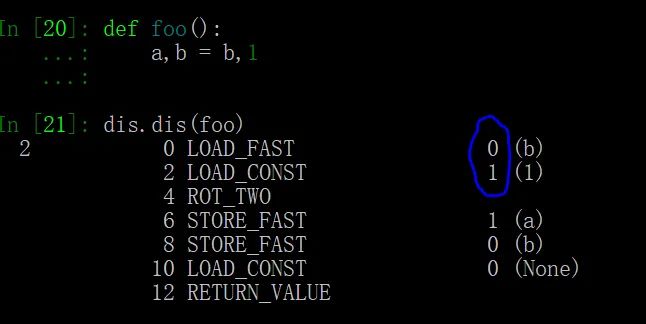 In [20]: def foo():
   ...:     a,b = b,1
   ...:
In [21]: dis.dis(foo)
  2           0 LOAD_FAST                0 (b)
              2 LOAD_CONST               1 (1)
              4 ROT_TWO
              6 STORE_FAST               1 (a)
              8 STORE_FAST               0 (b)
             10 LOAD_CONST               0 (None)
             12 RETURN_VALUE